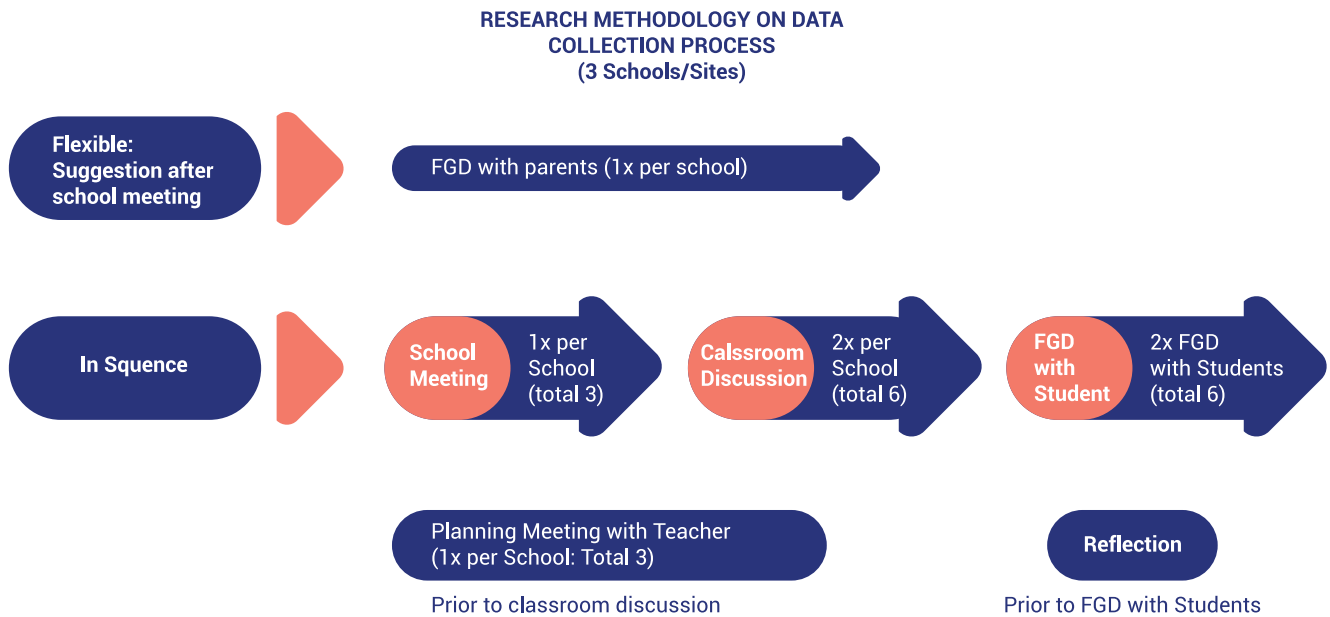 RESEARCH METHODOLOGY ON DATA
COLLECTION PROCESS
(3 Schools/Sites)
Flexible:
Suggestion after
school meeting
FGD with parents (1x per school)
In Squence
School
Meeting
1x per
School
(total 3)
Calssroom
Discussion
2x per
School
(total 6)
FGD
with
Student
2x FGD
with Students
(total 6)
Planning Meeting with Teacher
(1x per School: Total 3)
Prior to classroom discussion
Reflection
Prior to FGD with Students